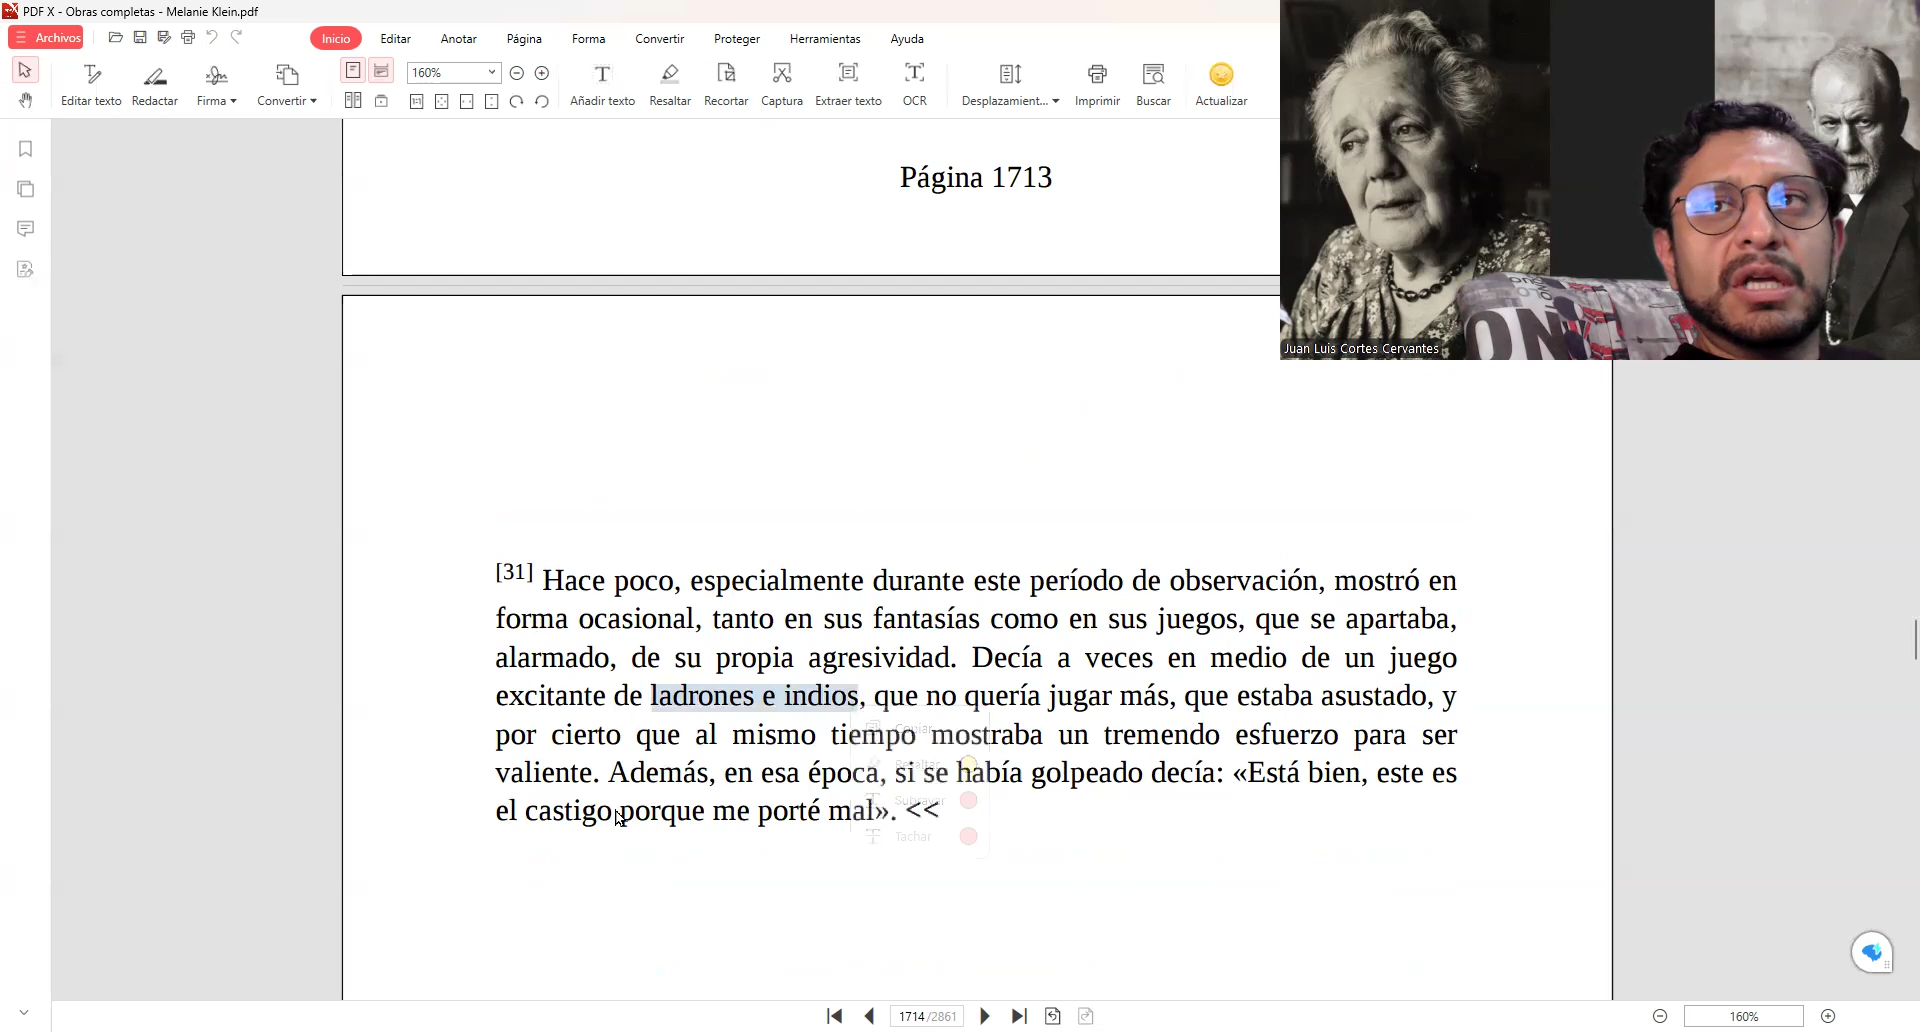 PDF X - Obras completas - Melanie Klein.pdf
Archivos
Inicio
Editar
Anotar
Página
Forma
Convertir
Proteger
Herramientas
Ayuda
160%
Editar texto
Redactar
Firma
Convertir
Añadir texto
Resaltar
Recortar
Captura
Extraer texto
OCR
Desplazamient...
Imprimir
Buscar
Actualizar
Página 1713
Juan Luis Cortes Cervantes
[31] Hace poco, especialmente durante este período de observación, mostró en
forma ocasional, tanto en sus fantasías como en sus juegos, que se apartaba,
alarmado, de su propia agresividad. Decía a veces en medio de un juego
excitante de ladrones e indios, que no quería jugar más, que estaba asustado, y
por cierto que al mismo tiempo mostraba un tremendo esfuerzo para ser
valiente. Además, en esa época, si se había golpeado decía: «Está bien, este es
el castigo porque me porté mal». <<
Copiar
Resaltar
Subrayar
Tachar
1714/2861
160%